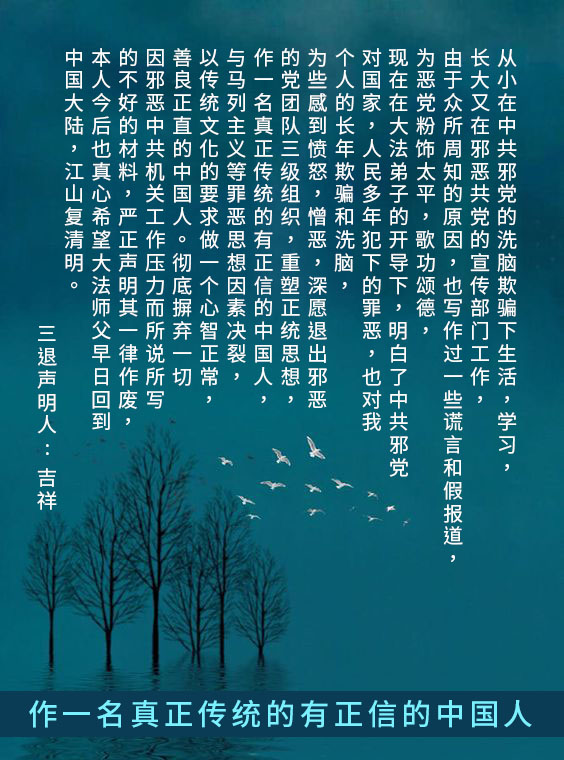 从小在中共邪党的洗脑欺骗下生活，学习，
长大又在邪恶共党的宣传部门工作，
由于众所周知的原因，也写作过一些谎言和假报道，
为恶党粉饰太平，歌功颂德，
现在在大法弟子的开导下，明白了中共邪党
对国家，人民多年犯下的罪恶，也对我
个人的长年欺骗和洗脑，
为些感到愤怒，憎恶，深愿退出邪恶
的党团队三级组织，重塑正统思想，
作一名真正传统的有正信的中国人，
与马列主义等罪恶思想因素决裂，
以传统文化的要求做一个心智正常，
善良正直的中国人。彻底摒弃一切
因邪恶中共机关工作压力而所说所写
的不好的材料，严正声明其一律作废，
本人今后也真心希望大法师父早日回到
中国大陆，江山复清明。
三退声明人：吉祥
作一名真正传统的有正信的中国人